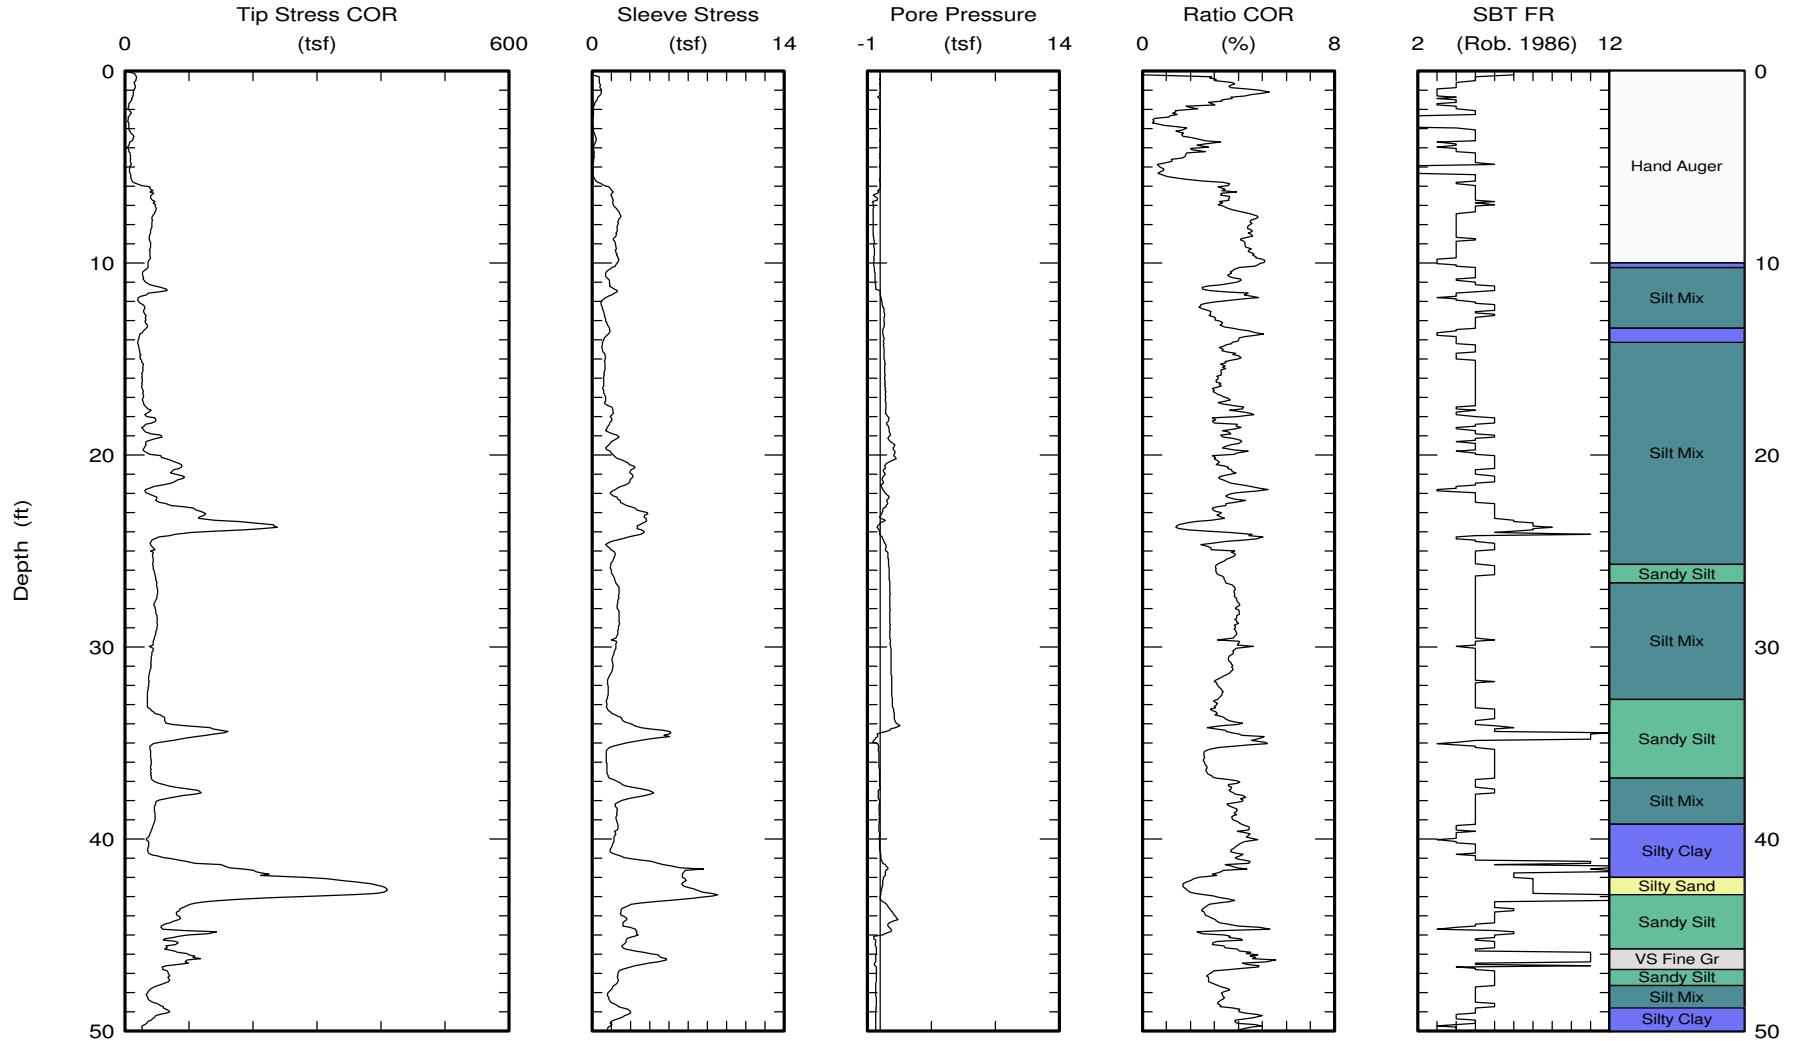 Tip Stress COR Sleeve Stress Pore Pressure Ratio COR SBT FR
0 (tsf) 600 0 (tsf) 14 -1 (tsf) 14 0 (%) 8 2 (Rob. 1986) 12
0 0
Hand Auger
10 10
Silt Mix
Silt Mix
20 20
Depth (ft)
Sandy Silt
Silt Mix
30 30
Sandy Silt
Silt Mix
40 40
Silty Clay
Silty Sand
Sandy Silt
VS Fine Gr
Sandy Silt
Silt Mix
Silty Clay
50 50